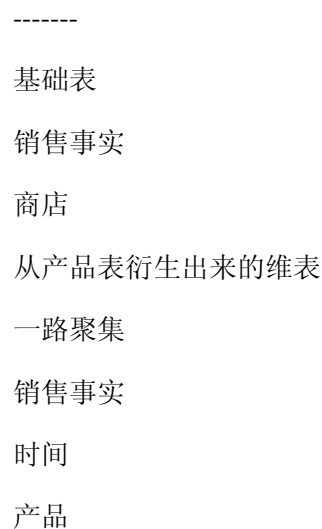 -------
基础表
销售事实
商店
从产品表衍生出来的维表
一路聚集
销售事实
时间
产品